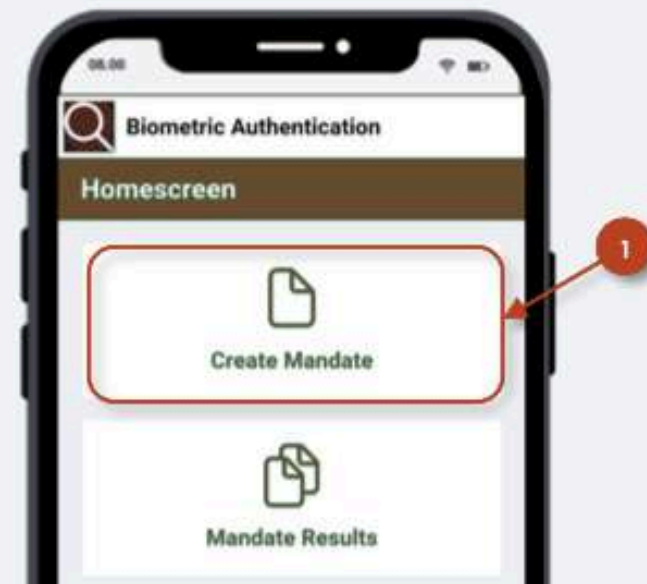 08.00
Biometric Authentication
Homescreen
1
Create Mandate
Mandate Results